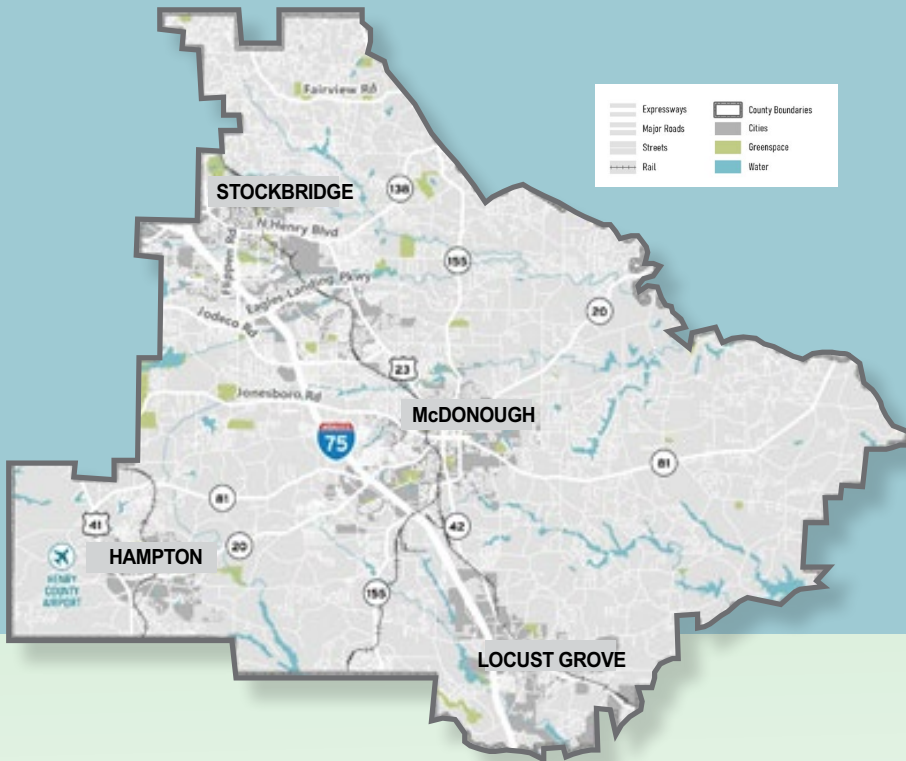 Fairview Rd
Expressways
Major Roads
Streets
Rail
County Boundaries
Cities
Greenspace
Water
STOCKBRIDGE
138
N Henry Blvd
155
Flippen Rd
Eagles-Landing Pkwy
Jodeco Rd
20
23
Jonesboro Rd
McDONOUGH
75
81
81
41
42
HAMPTON
20
HENRY
COUNTY
AIRPORT
155
LOCUST GROVE